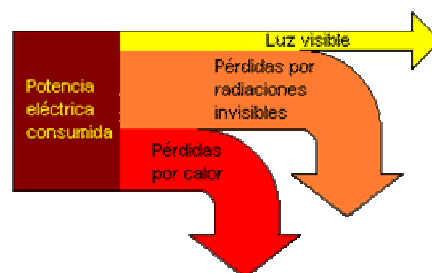 Luz visible
Potencia
eléctrica
consumida
Pérdidas por
radiaciones
invisibles
Pérdidas
por calor